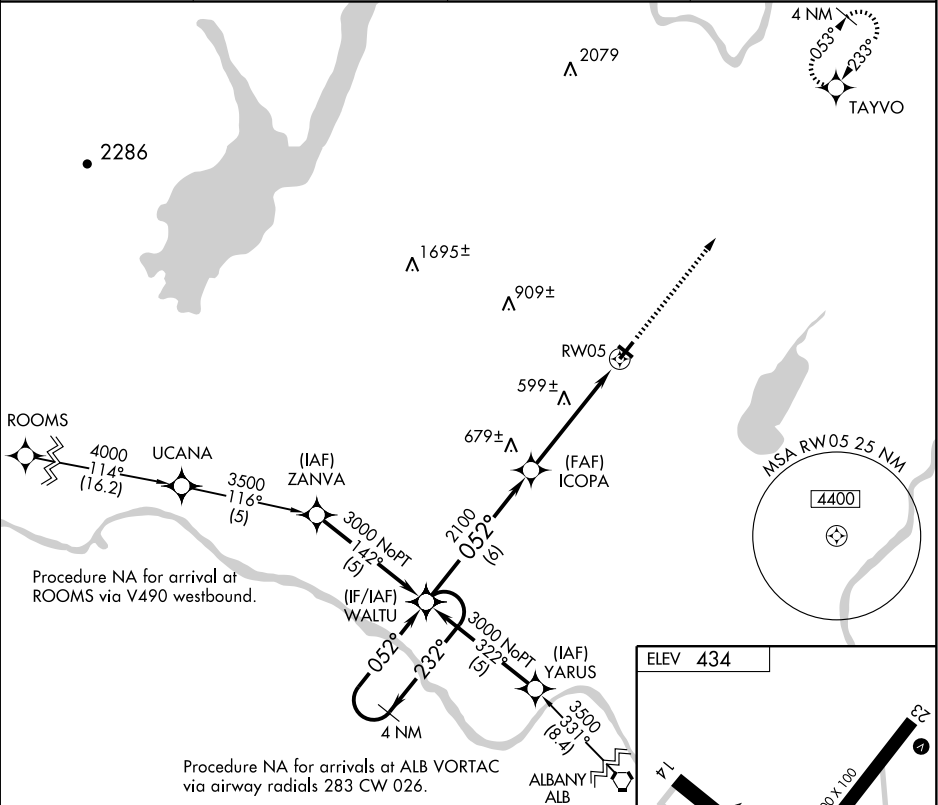 4 NM
053°
233°
TAYVO
2079
2286
1695±
909±
RW05
599±
679±
ROOMS
4000
114°
(16.2)
UCANA
3500
116°
(5)
(IAF)
ZANVA
3000 NoPT
142°
(5)
(FAF)
ICOPA
2100
052°
(6)
MSA RW05 25 NM
4400
Procedure NA for arrival at
ROOMS via V490 westbound.
(IF/IAF)
WALTU
3000 NoPT
322°
(5)
(IAF)
YARUS
052°
232°
4 NM
3500
331°
(8.4)
ALBANY
ALB
Procedure NA for arrivals at ALB VORTAC
via airway radials 283 CW 026.
ELEV 434
23
V
14
X 100